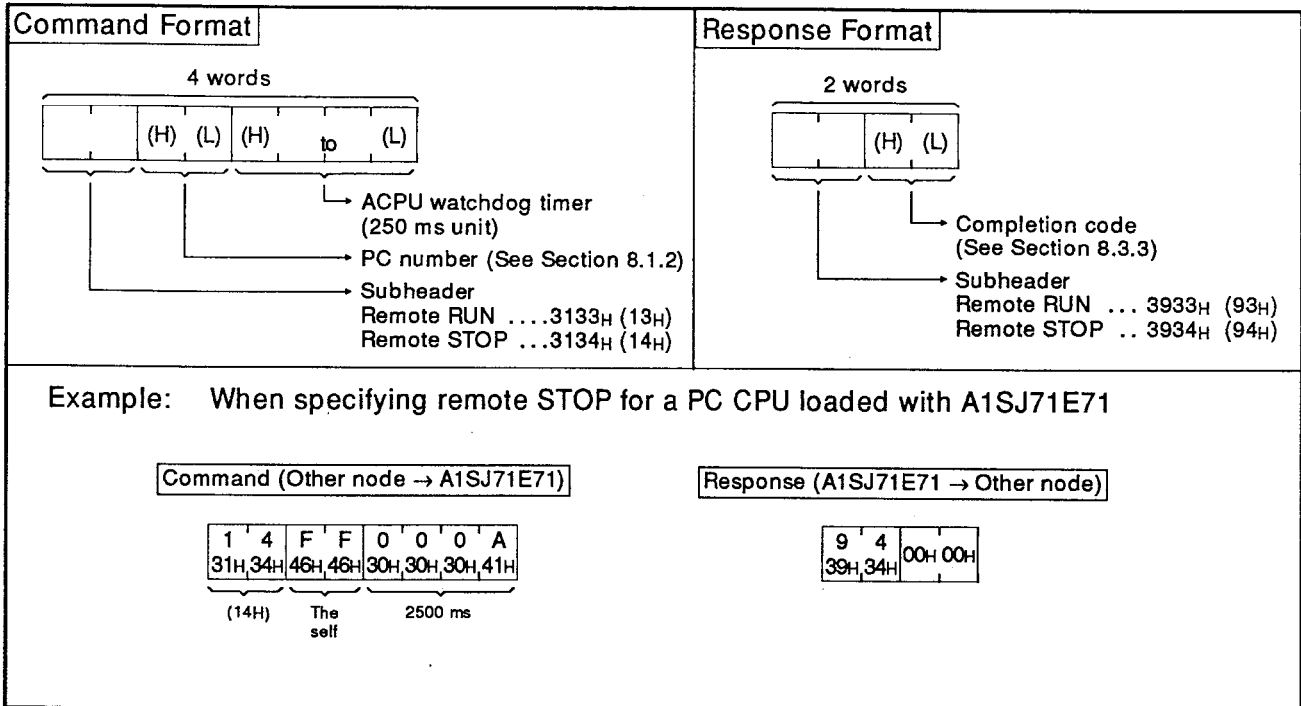 Command Format
4 words
(H) (L) (H) to (L)
ACPU watchdog timer
(250 ms unit)
PC number (See Section 8.1.2)
Subheader
Remote RUN ....3133H (13H)
Remote STOP ...3134H (14H)
Response Format
2 words
(H) (L)
Completion code
(See Section 8.3.3)
Subheader
Remote RUN ... 3933H (93H)
Remote STOP .. 3934H (94H)
Example: When specifying remote STOP for a PC CPU loaded with A1SJ71E71
Command (Other node → A1SJ71E71)
1 4 F F 0 0 0 A
31H 34H 46H 46H 30H 30H 30H 41H
(14H) The self 2500 ms
Response (A1SJ71E71 → Other node)
9 4
39H 34H 00H 00H